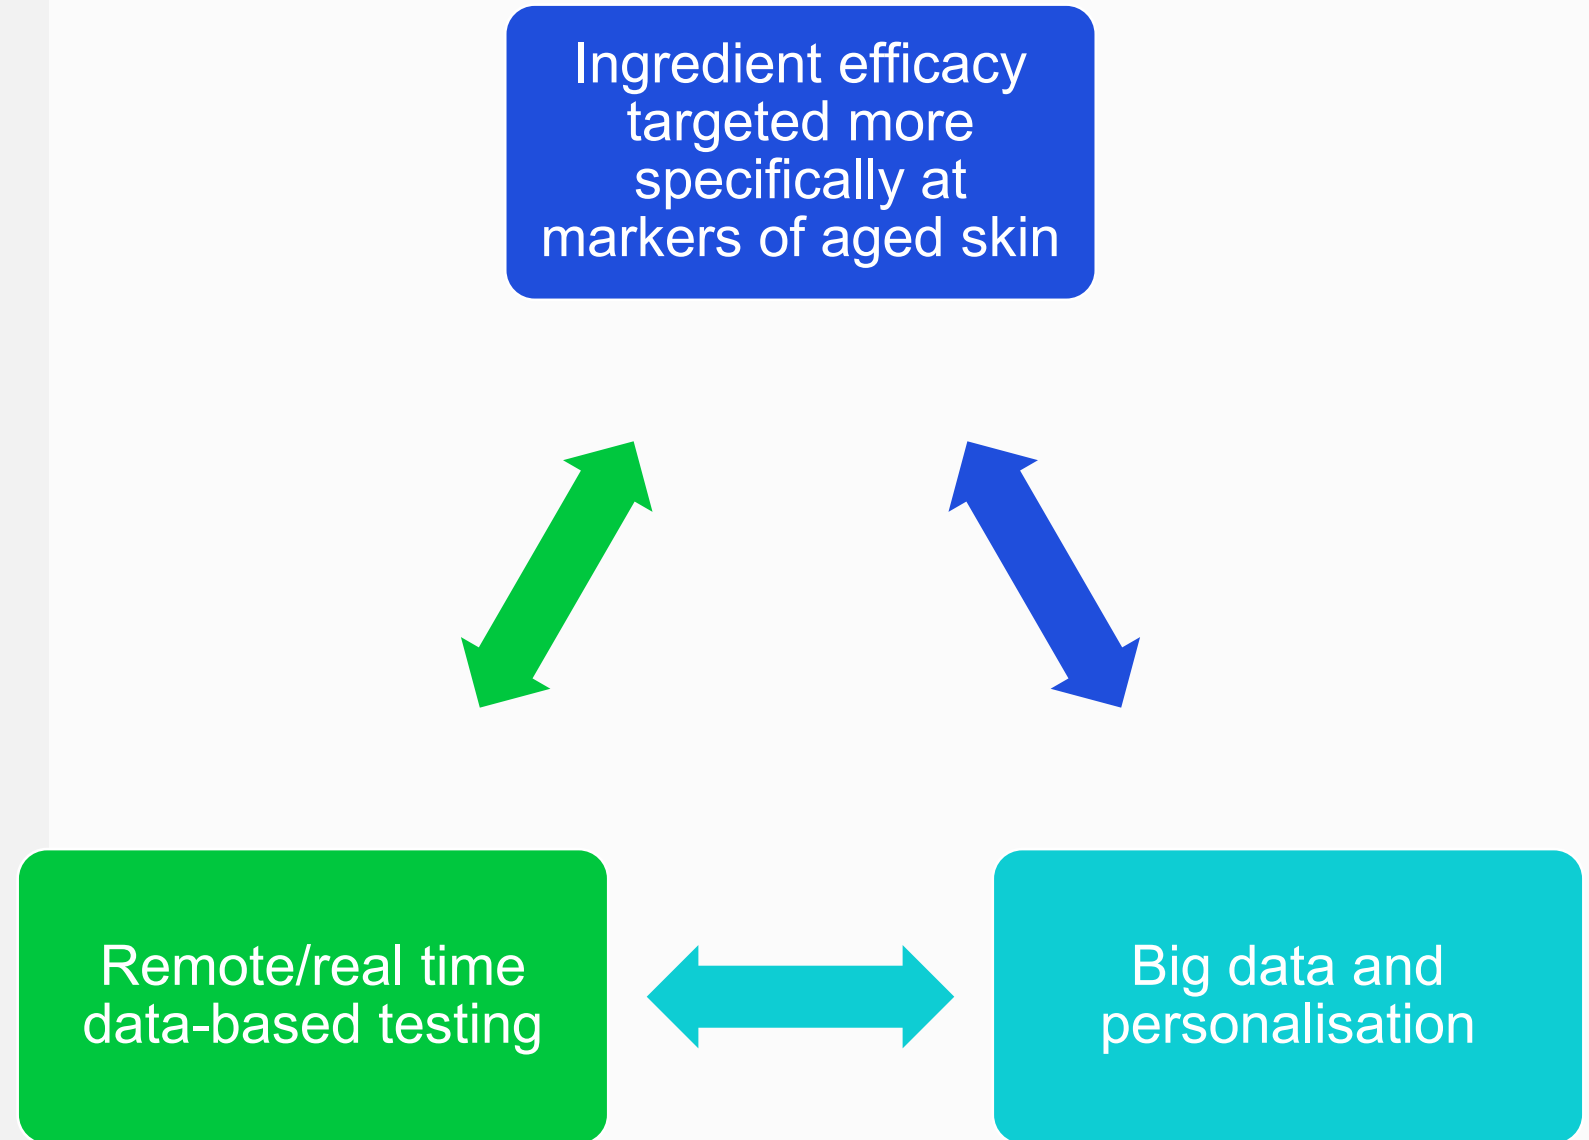 Ingredient efficacy
targeted more
specifically at
markers of aged skin
Remote/real time
data-based testing
Big data and
personalisation